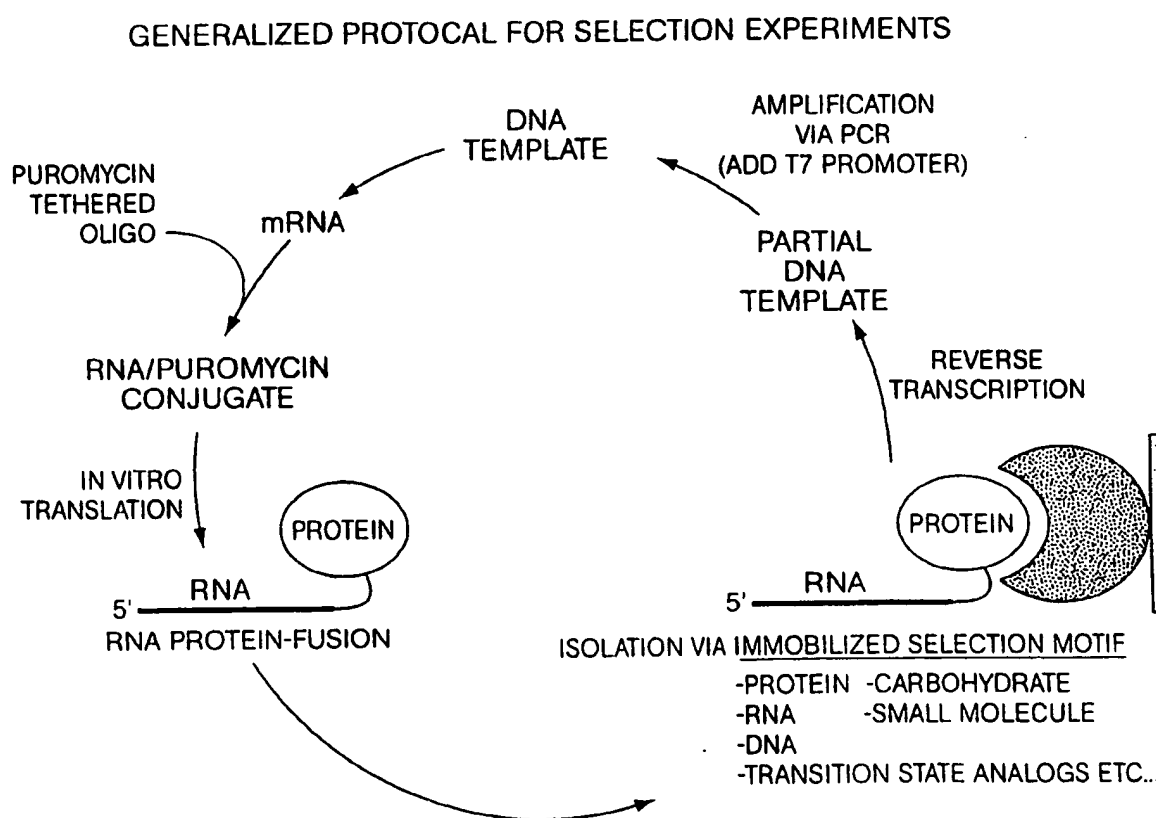 GENERALIZED PROTOCAL FOR SELECTION EXPERIMENTS
DNA
TEMPLATE
AMPLIFICATION
VIA PCR
(ADD T7 PROMOTER)
PUROMYCIN
TETHERED
OLIGO
mRNA
PARTIAL
DNA
TEMPLATE
RNA/PUROMYCIN
CONJUGATE
REVERSE
TRANSCRIPTION
IN VITRO
TRANSLATION
PROTEIN
RNA
5'
RNA PROTEIN-FUSION
PROTEIN
RNA
5'
ISOLATION VIA IMMOBILIZED SELECTION MOTIF
-PROTEIN -CARBOHYDRATE
-RNA -SMALL MOLECULE
-DNA
-TRANSITION STATE ANALOGS ETC...